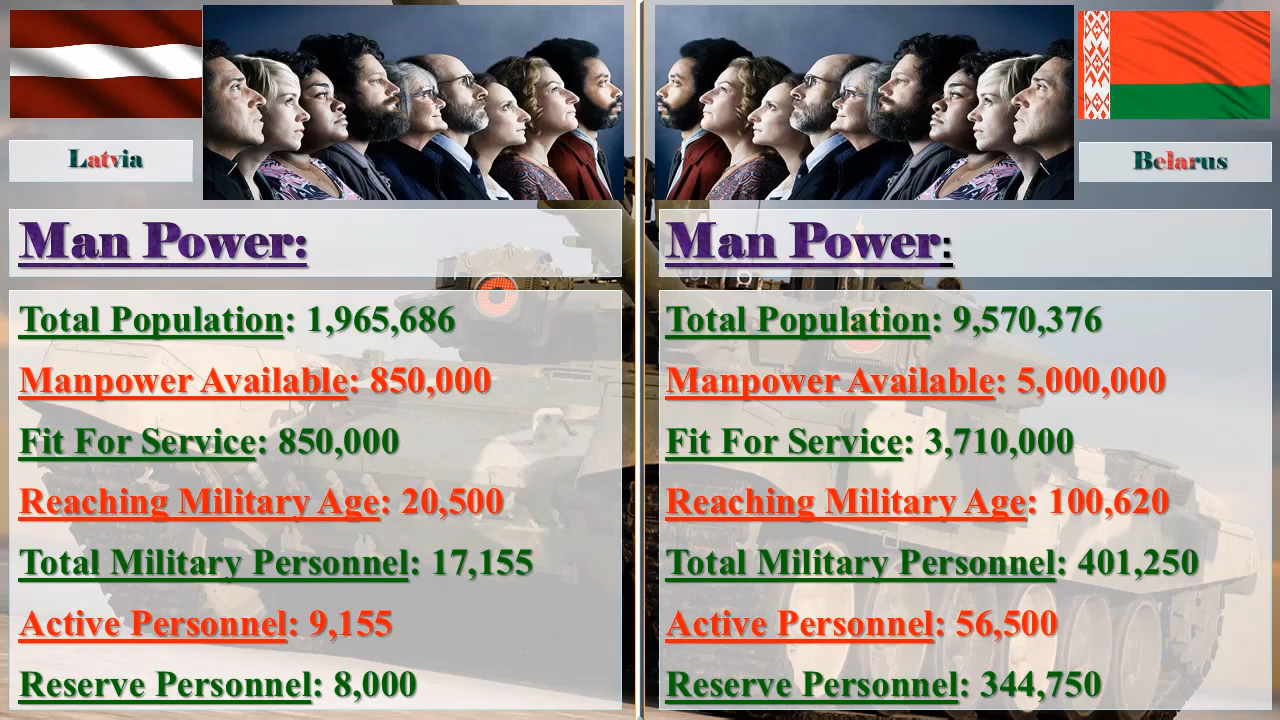 Latvia
Man Power:
Total Population: 1,965,686
Manpower Available: 850,000
Fit For Service: 850,000
Reaching Military Age: 20,500
Total Military Personnel: 17,155
Active Personnel: 9,155
Reserve Personnel: 8,000
Belarus
Man Power:
Total Population: 9,570,376
Manpower Available: 5,000,000
Fit For Service: 3,710,000
Reaching Military Age: 100,620
Total Military Personnel: 401,250
Active Personnel: 56,500
Reserve Personnel: 344,750